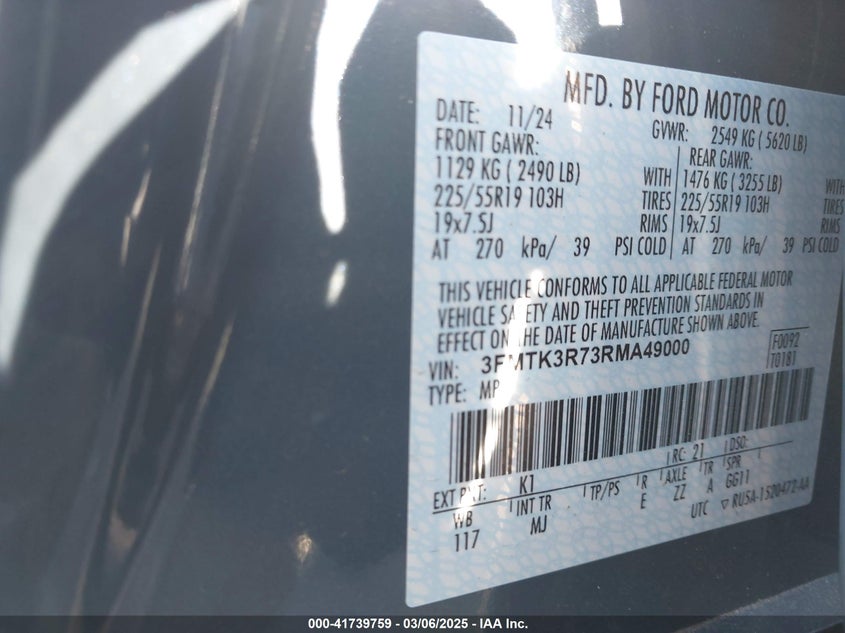 MFD. BY FORD MOTOR CO.
DATE: 11/24 GVWR: 2549 KG ( 5620 LB)
FRONT GAWR: REAR GAWR:
1129 KG ( 2490 LB) WITH 1476 KG ( 3255 LB) WITH
225/55R19 103H TIRES 225/55R19 103H TIRES
19x7.5J RIMS 19x7.5J RIMS
AT 270 kPa/ 39 PSI COLD AT 270 kPa/ 39 PSI COLD
THIS VEHICLE CONFORMS TO ALL APPLICABLE FEDERAL MOTOR
VEHICLE SAFETY AND THEFT PREVENTION STANDARDS IN
EFFECT ON THE DATE OF MANUFACTURE SHOWN ABOVE.
VIN: 3FMTK3R73RMA49000 F0092
TYPE: MP T0181
EXT PNT: K1 RC: 21 DSO:
WB INT TR TP/PS R AXLE TR SPR
117 MJ E ZZ A GG11
UTC ▽ RU5A-1520472-AA
000-41739759 — 03/06/2025 — IAA Inc.